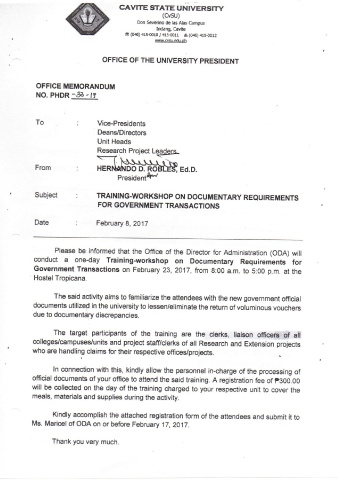 CAVITE STATE UNIVERSITY
(CvSU)
Don Severino de las Alas Campus
Indang, Cavite
(046) 415-0010 / 415-0011 (046) 415-0012
www.cvsu.edu.ph
OFFICE OF THE UNIVERSITY PRESIDENT
OFFICE MEMORANDUM
NO. PHDR
To : Vice-Presidents
Deans/Directors
Unit Heads
Research Project Leaders
From : HERNANDO D. ROBLES, Ed.D.
President
Subject : TRAINING-WORKSHOP ON DOCUMENTARY REQUIREMENTS
FOR GOVERNMENT TRANSACTIONS
Date : February 8, 2017
Please be informed that the Office of the Director for Administration (ODA) will
conduct a one-day Training-workshop on Documentary Requirements for
Government Transactions on February 23, 2017, from 8:00 a.m. to 5:00 p.m. at the
Hostel Tropicana.
The said activity aims to familiarize the attendees with the new government official
documents utilized in the university to lessen/eliminate the return of voluminous vouchers
due to documentary discrepancies.
The target participants of the training are the clerks, liaison officers of all
colleges/campuses/units and project staff/clerks of all Research and Extension projects
who are handling claims for their respective offices/projects.
In connection with this, kindly allow the personnel in-charge of the processing of
official documents of your office to attend the said training. A registration fee of ₱300.00
will be collected on the day of the training charged to your respective unit to cover the
meals, materials and supplies during the activity.
Kindly accomplish the attached registration form of the attendees and submit it to
Ms. Maricel of ODA on or before February 17, 2017.
Thank you very much.